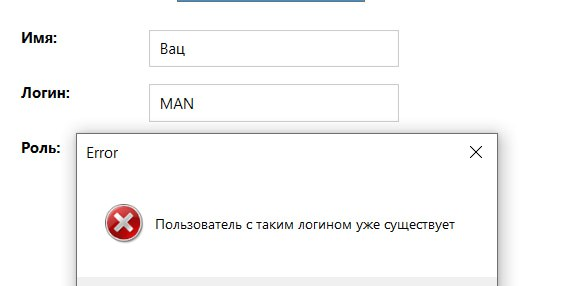 Имя:
Вац
Логин:
MAN
Роль:
Error
Пользователь с таким логином уже существует